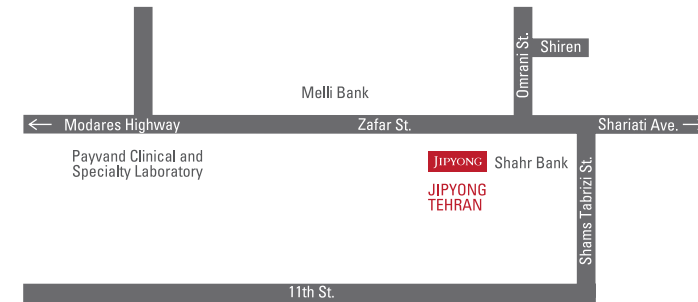 Omrani St.
Shiren
Melli Bank
← Modares Highway
Zafar St.
Shariati Ave. →
Payvand Clinical and
Specialty Laboratory
JIPYONG
Shahr Bank
JIPYONG
TEHRAN
Shams Tabrizi St.
11th St.